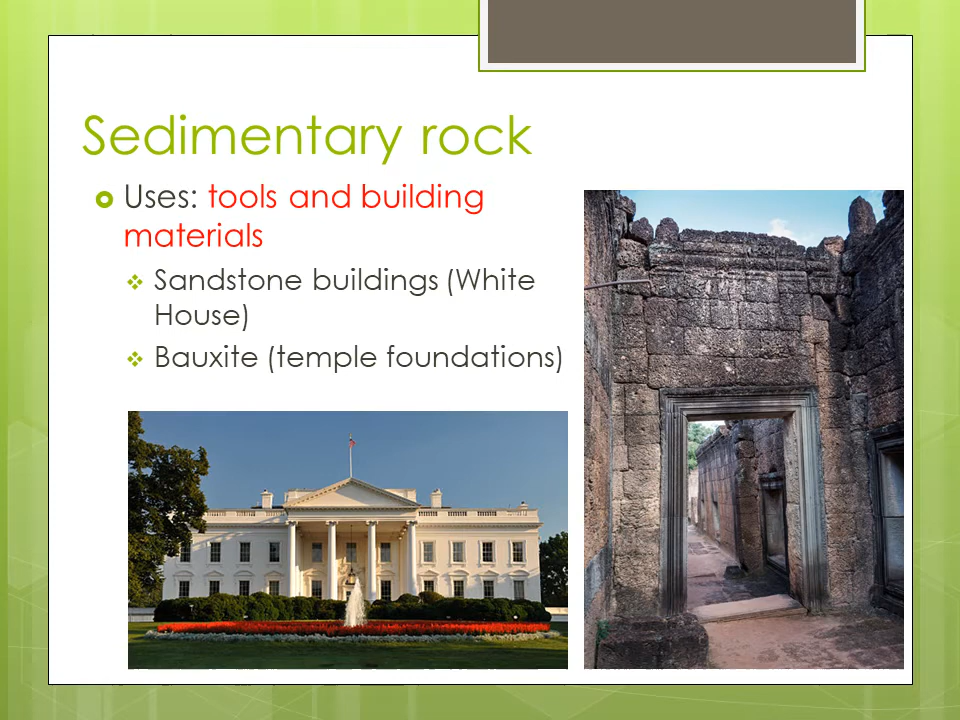 Sedimentary rock
Uses: tools and building
materials
Sandstone buildings (White
House)
Bauxite (temple foundations)